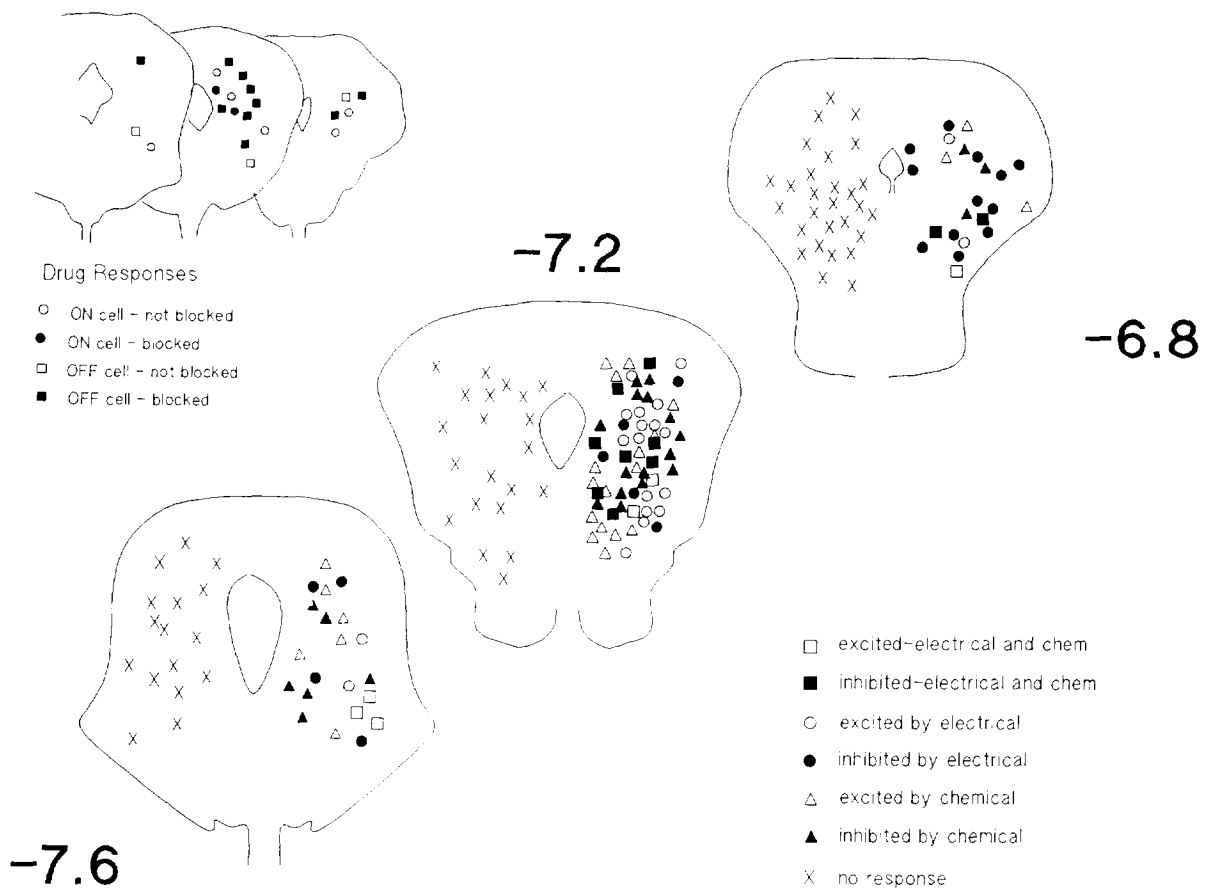 Drug Responses
ON cell - not blocked
ON cell - blocked
OFF cell - not blocked
OFF cell - blocked
-7.2
-6.8
-7.6
excited-electrical and chem
inhibited-electrical and chem
excited by electrical
inhibited by electrical
excited by chemical
inhibited by chemical
no response